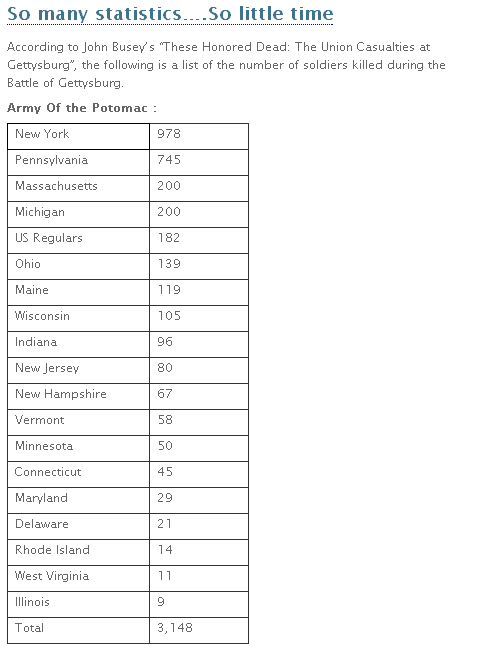 So many statistics....So little time
According to John Busey's "These Honored Dead: The Union Casualties at
Gettysburg", the following is a list of the number of soldiers killed during the
Battle of Gettysburg.
Army Of the Potomac :
New York 978
Pennsylvania 745
Massachusetts 200
Michigan 200
US Regulars 182
Ohio 139
Maine 119
Wisconsin 105
Indiana 96
New Jersey 80
New Hampshire 67
Vermont 58
Minnesota 50
Connecticut 45
Maryland 29
Delaware 21
Rhode Island 14
West Virginia 11
Illinois 9
Total 3,148